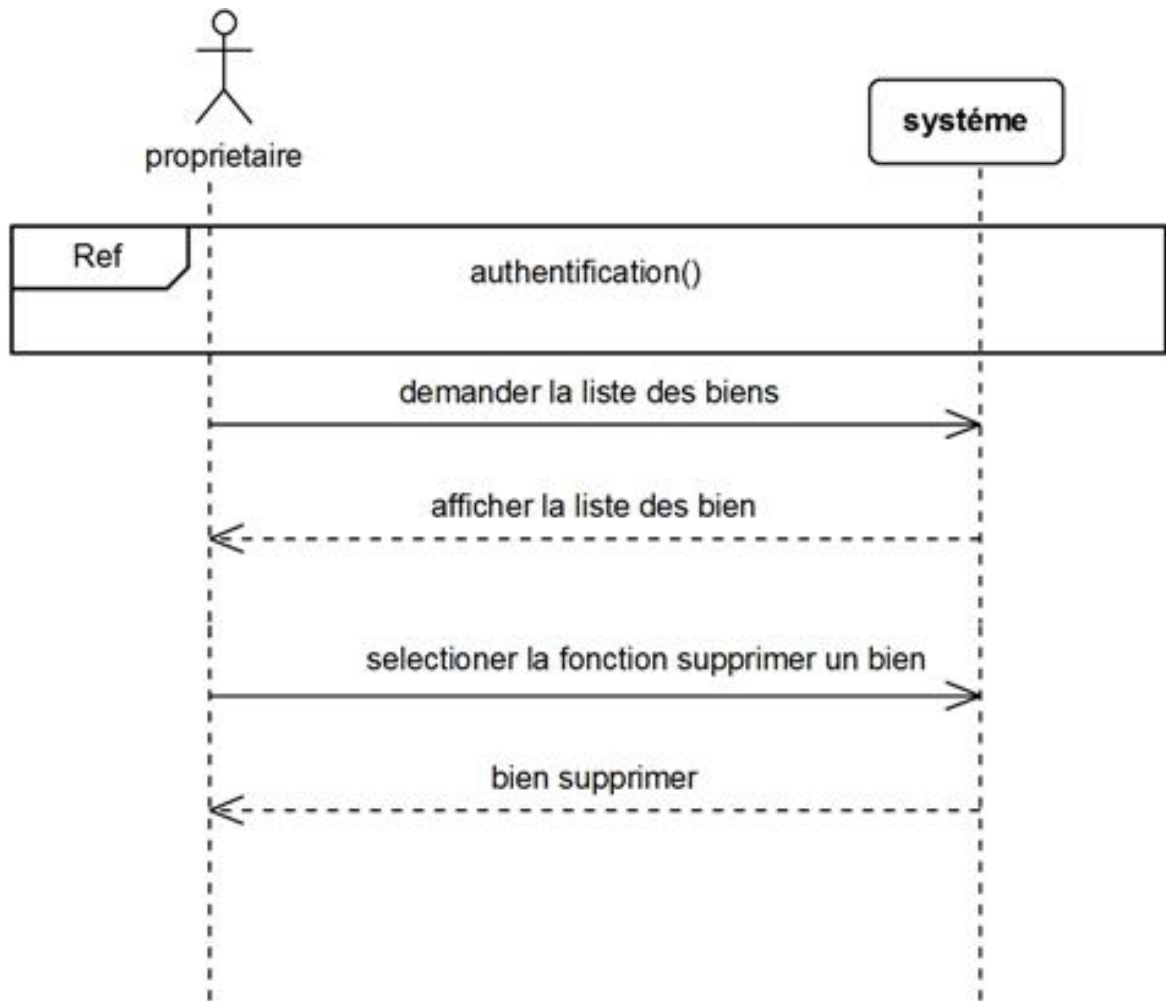 proprietaire
systéme
Ref
authentification()
demander la liste des biens
afficher la liste des bien
selectioner la fonction supprimer un bien
bien supprimer